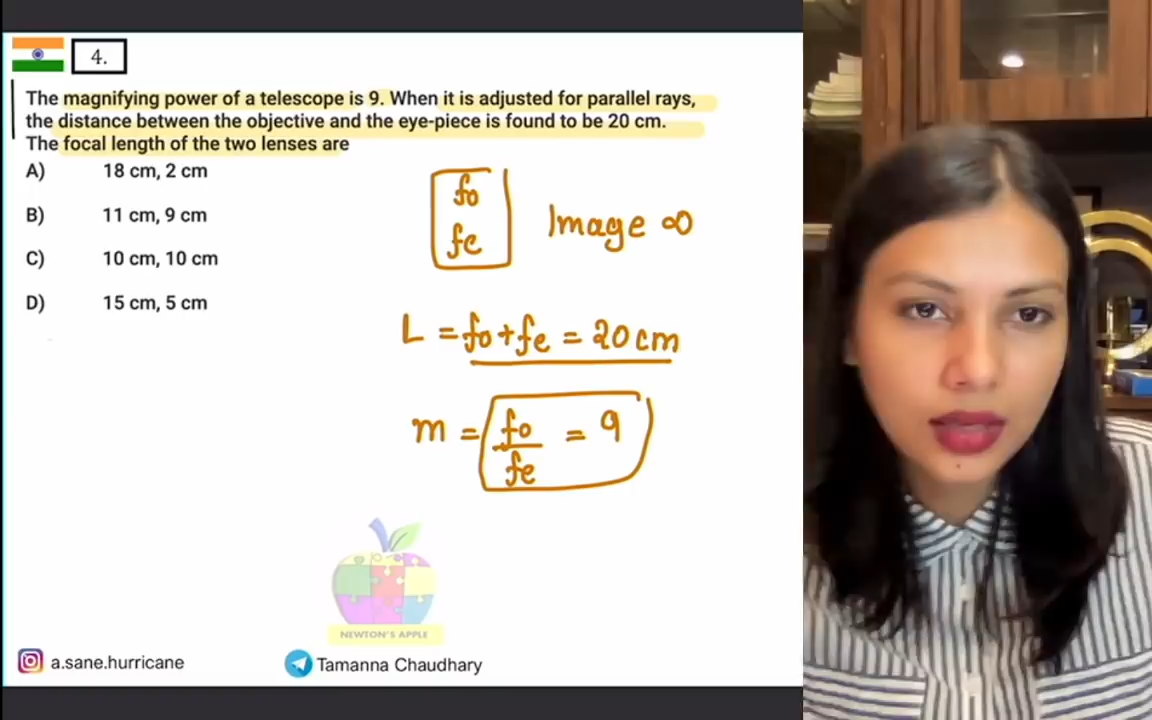 4.
The magnifying power of a telescope is 9. When it is adjusted for parallel rays,
the distance between the objective and the eye-piece is found to be 20 cm.
The focal length of the two lenses are
A) 18 cm, 2 cm
B) 11 cm, 9 cm
C) 10 cm, 10 cm
D) 15 cm, 5 cm
fo
fe
Image ∞
L = fo + fe = 20 cm
m = fo/fe = 9
NEWTON'S APPLE
a.sane.hurricane
Tamanna Chaudhary